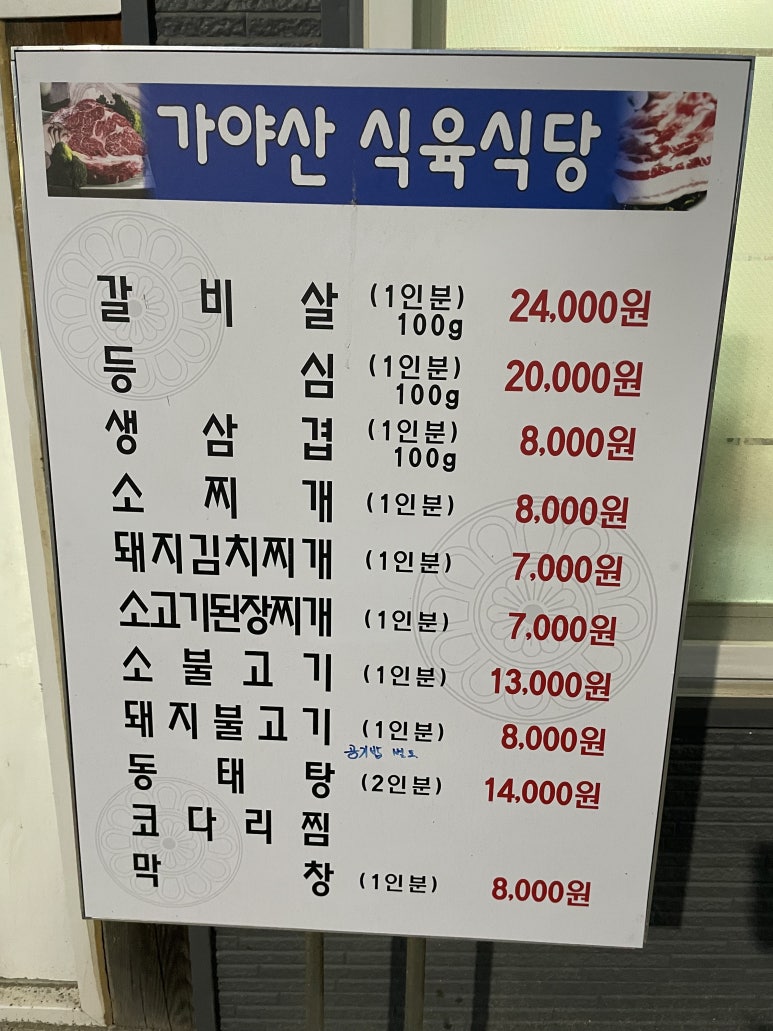 가야산 식육식당
갈비살 (1인분) 100g 24,000원
등심 (1인분) 100g 20,000원
생삼겹 (1인분) 100g 8,000원
소찌개 (1인분) 8,000원
돼지김치찌개 (1인분) 7,000원
소고기된장찌개 (1인분) 7,000원
소불고기 (1인분) 13,000원
돼지불고기 (1인분) 8,000원
공기밥 별도
동태탕 (2인분) 14,000원
코다리찜
막창 (1인분) 8,000원